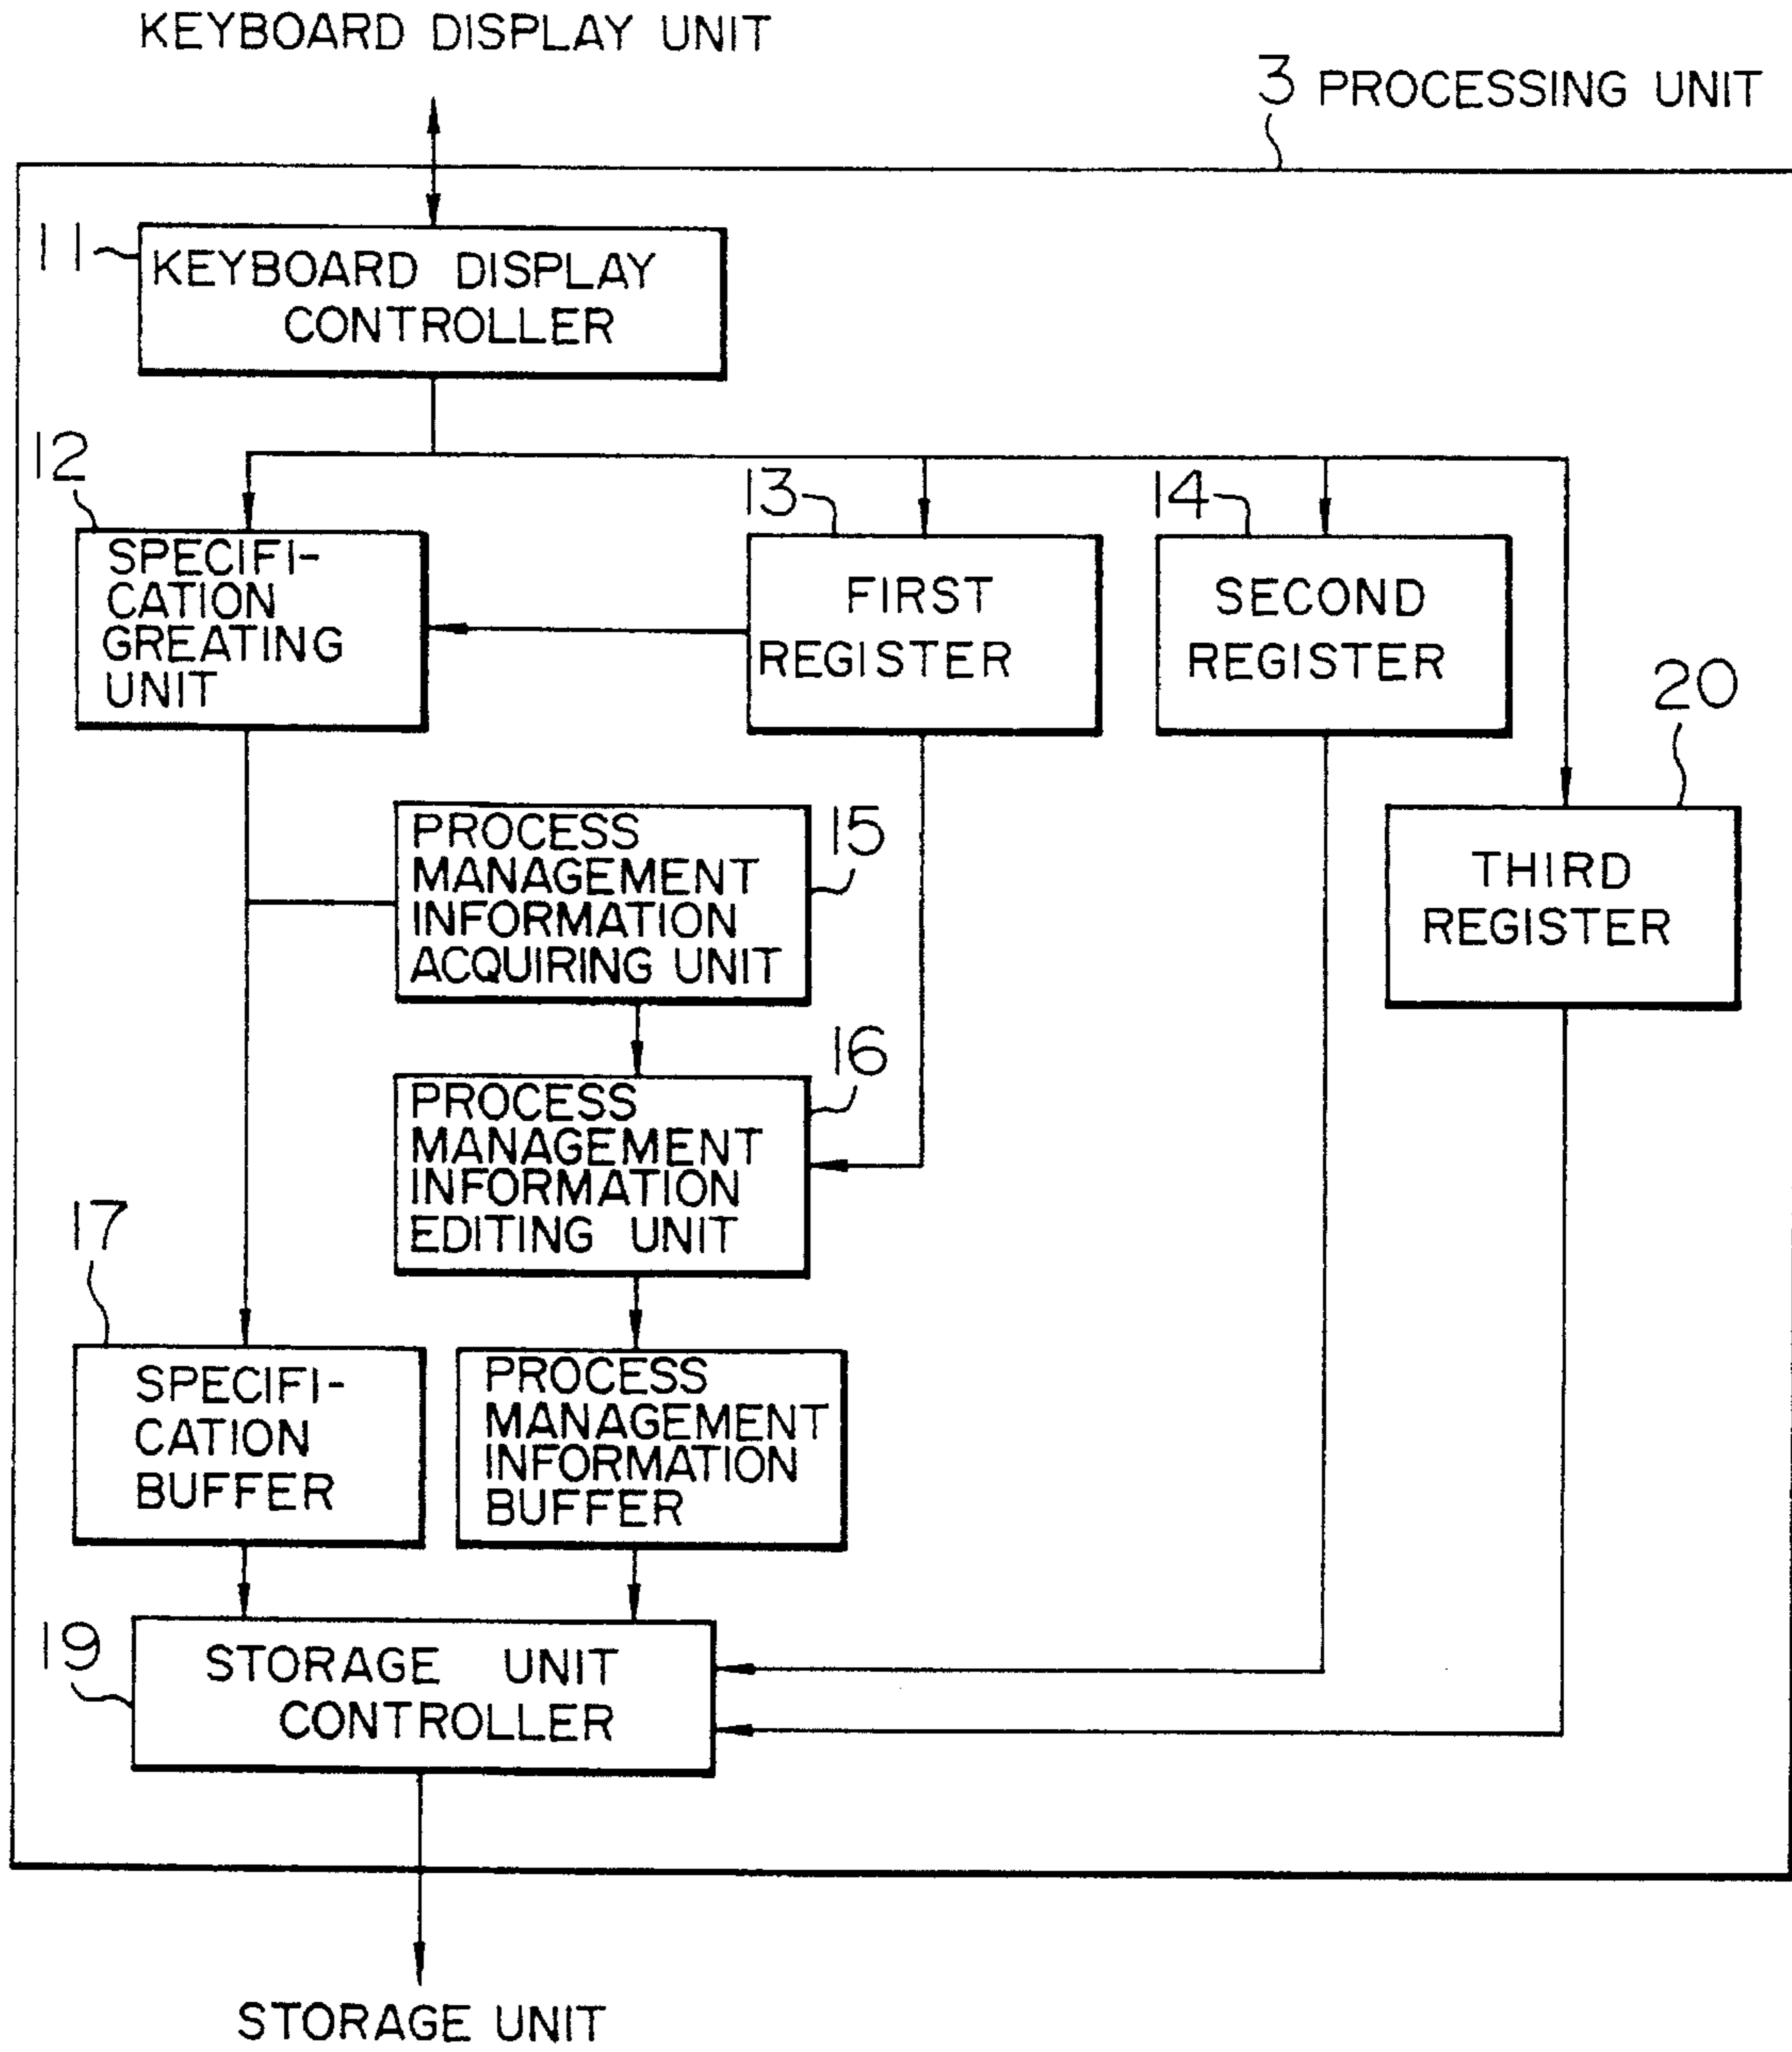 KEYBOARD DISPLAY UNIT
3 PROCESSING UNIT
11
KEYBOARD DISPLAY
CONTROLLER
12
SPECIFI-
CATION
GREATING
UNIT
13
FIRST
REGISTER
14
SECOND
REGISTER
20
THIRD
REGISTER
15
PROCESS
MANAGEMENT
INFORMATION
ACQUIRING UNIT
16
PROCESS
MANAGEMENT
INFORMATION
EDITING UNIT
17
SPECIFI-
CATION
BUFFER
PROCESS
MANAGEMENT
INFORMATION
BUFFER
19
STORAGE UNIT
CONTROLLER
STORAGE UNIT